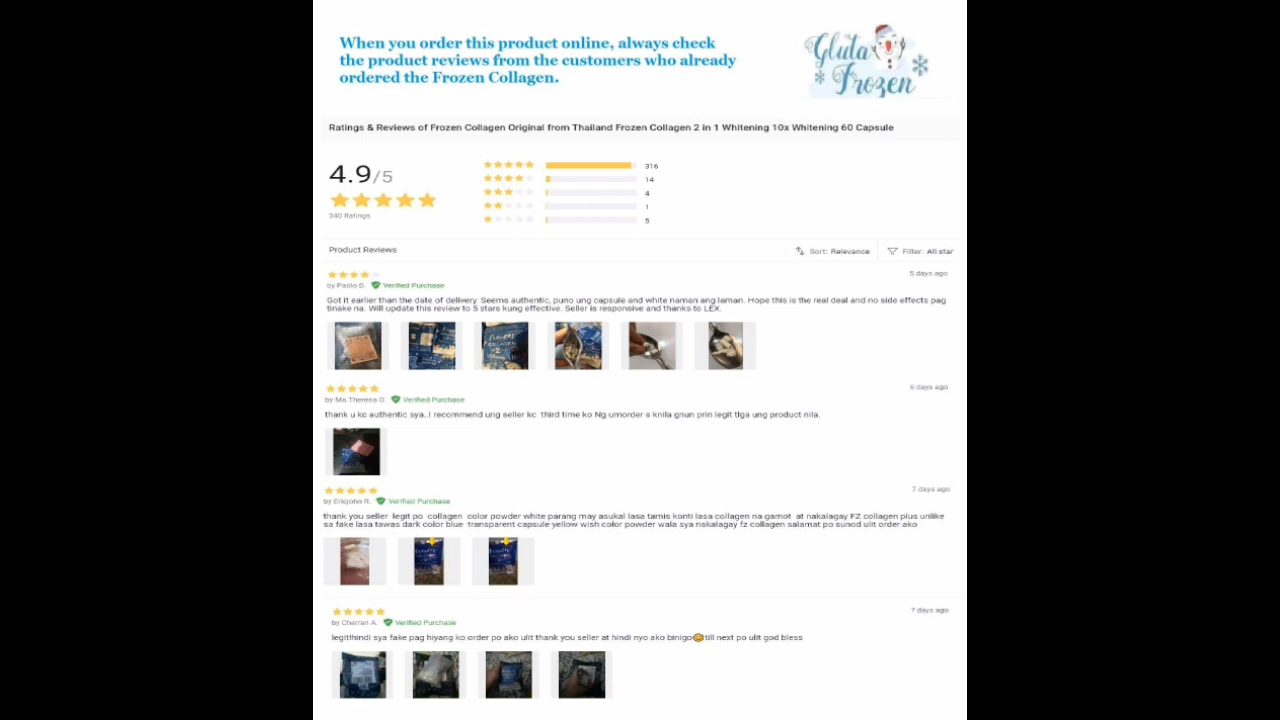 When you order this product online, always check
the product reviews from the customers who already
ordered the Frozen Collagen.
Gluta
Frozen
Ratings & Reviews of Frozen Collagen Original from Thailand Frozen Collagen 2 in 1 Whitening 10x Whitening 60 Capsule
4.9/5
340 Ratings
316
14
4
1
5
Product Reviews
Sort: Relevance
Filter: All star
5 days ago
by Paolo D. Verified Purchase
Got it earlier than the date of delivery. Seems authentic, puno ung capsule and white naman ang laman. Hope this is the real deal and no side effects pag
tinake na. Will update this review to 5 stars kung effective. Seller is responsive and thanks to LEX.
6 days ago
by Ma.Theresa O. Verified Purchase
thank u kc authentic sya..I recommend ung seller kc third time ko Ng umorder s knila gnun prin legit tlga ung product nila.
7 days ago
by Ericjohn R. Verified Purchase
thank you seller legit po collagen color powder white parang may asukal lasa tamis konti lasa collagen na gamot at nakalagay FZ collagen plus unlike
sa fake lasa tawas dark color blue transparent capsule yellow wish color powder wala sya nakalagay fz collagen salamat po sunod ulit order ako
7 days ago
by Cherran A. Verified Purchase
legithindi sya fake pag hiyang ko order po ako ulit thank you seller at hindi nyo ako binigo😊till next po ulit god bless